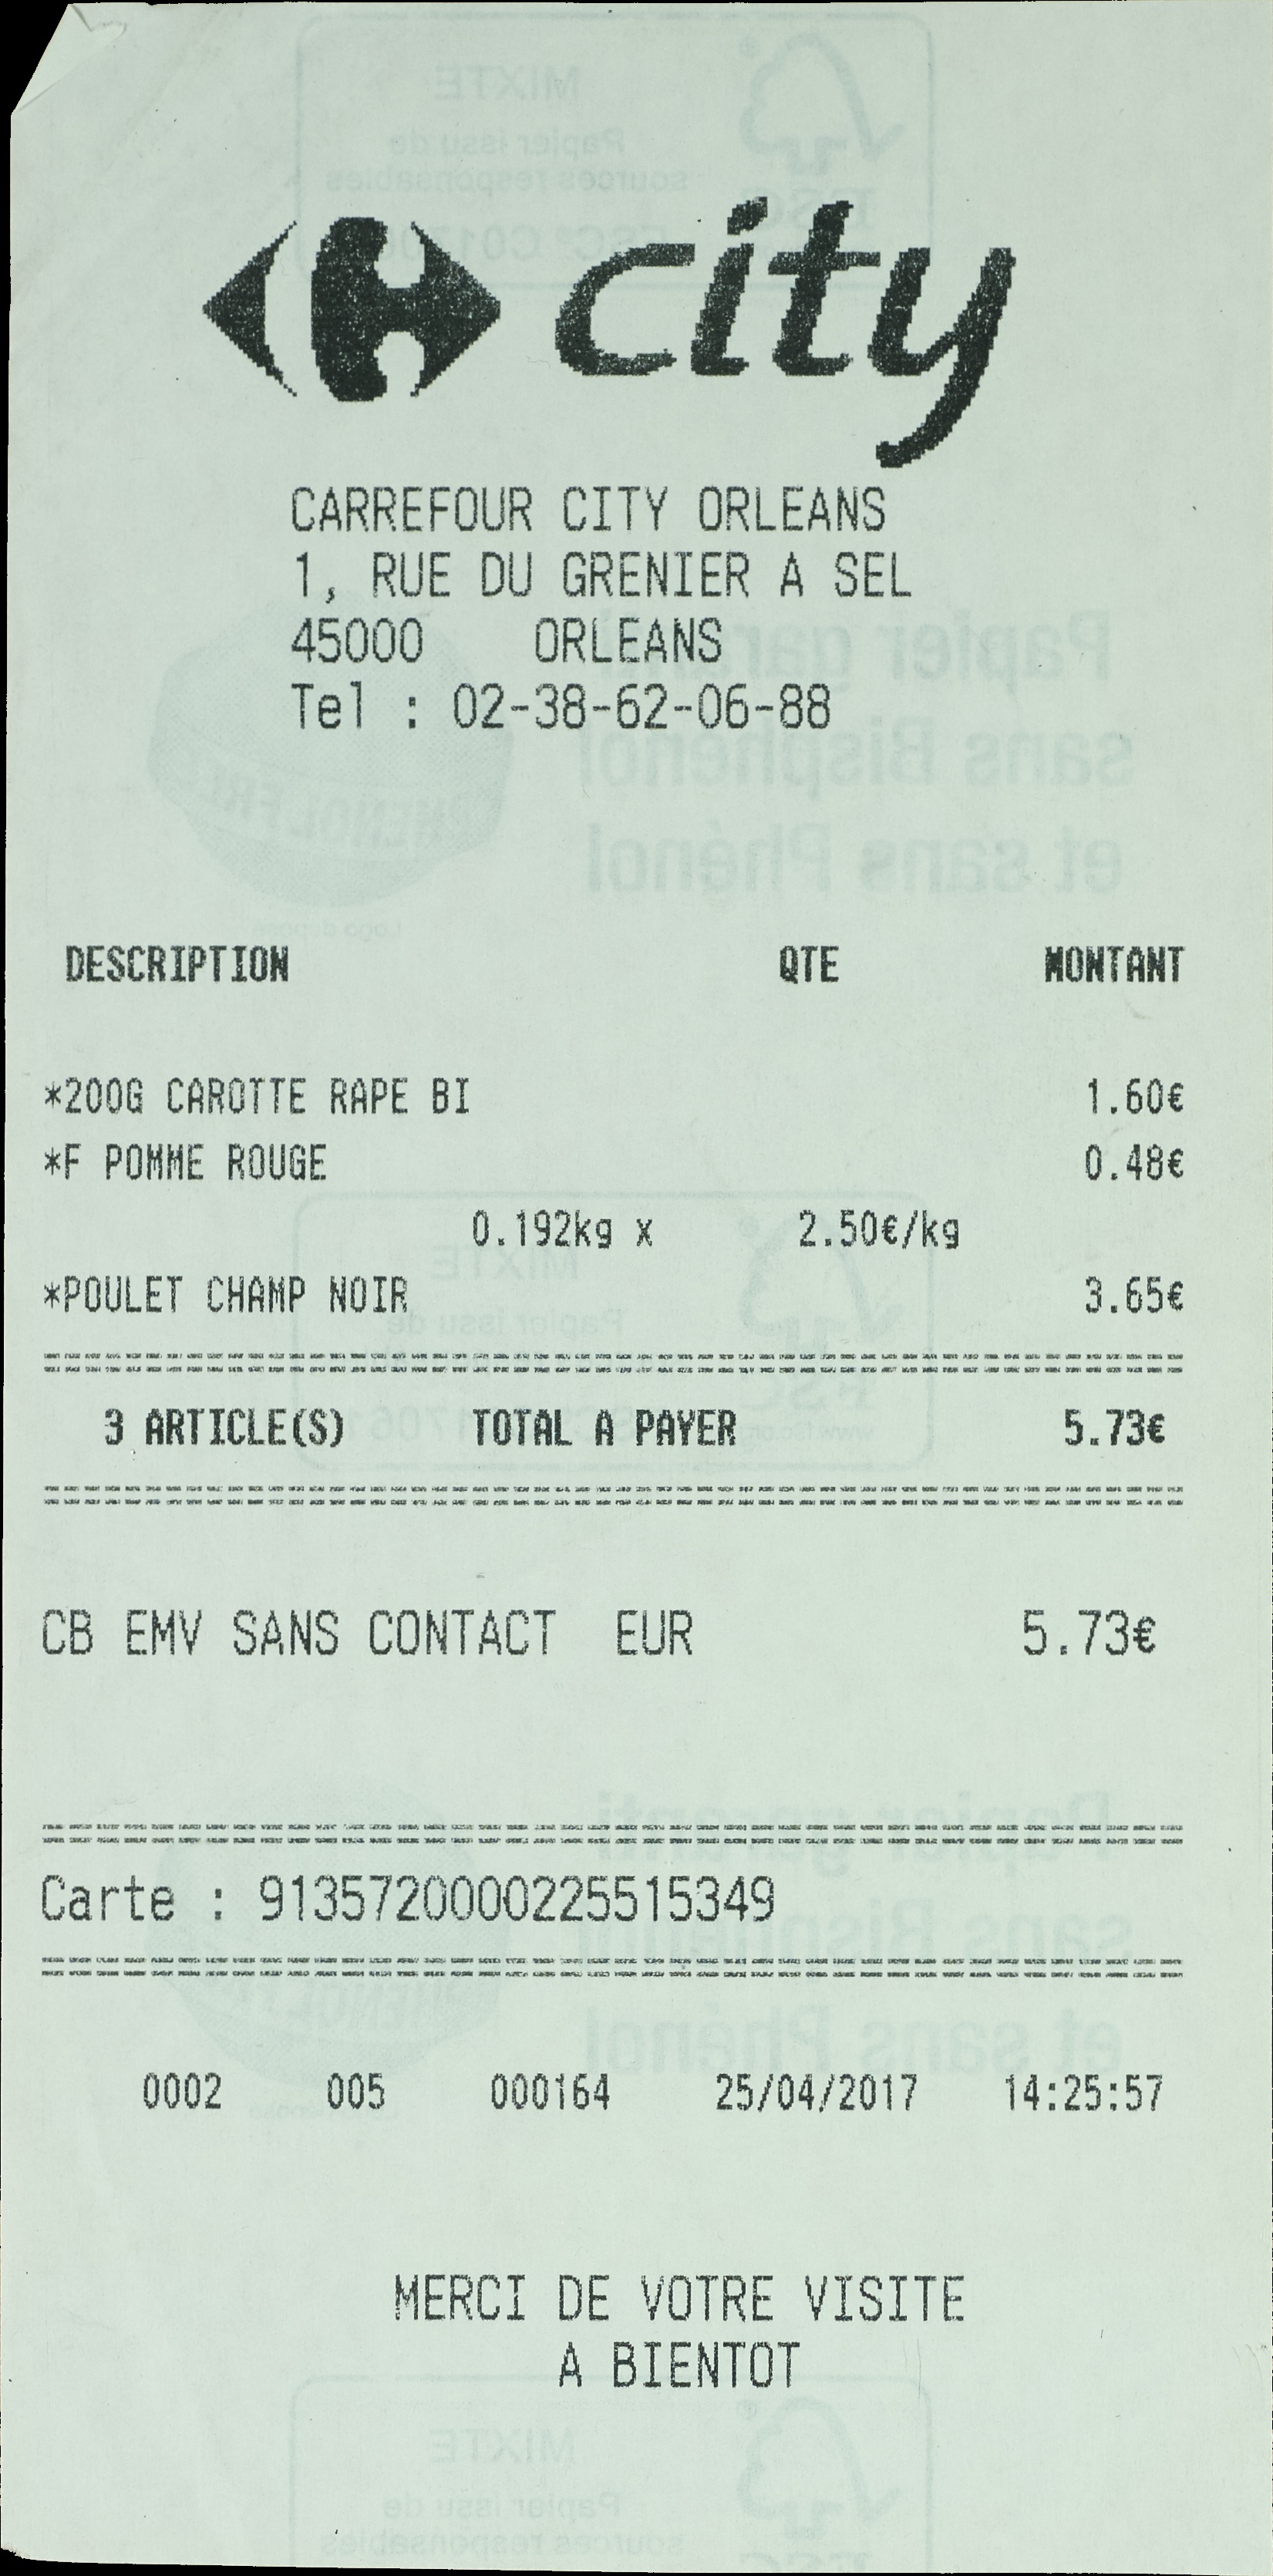 city
CARREFOUR CITY ORLEANS
1, RUE DU GRENIER A SEL
45000 ORLEANS
Tel : 02-38-62-06-88
DESCRIPTION QTE MONTANT
*200G CAROTTE RAPE BI 1.60€
*F POMME ROUGE 0.48€
0.192kg x 2.50€/kg
*POULET CHAMP NOIR 3.65€
3 ARTICLE(S) TOTAL A PAYER 5.73€
CB EMV SANS CONTACT EUR 5.73€
Carte : 9135720000225515349
0002 005 000164 25/04/2017 14:25:57
MERCI DE VOTRE VISITE
A BIENTOT